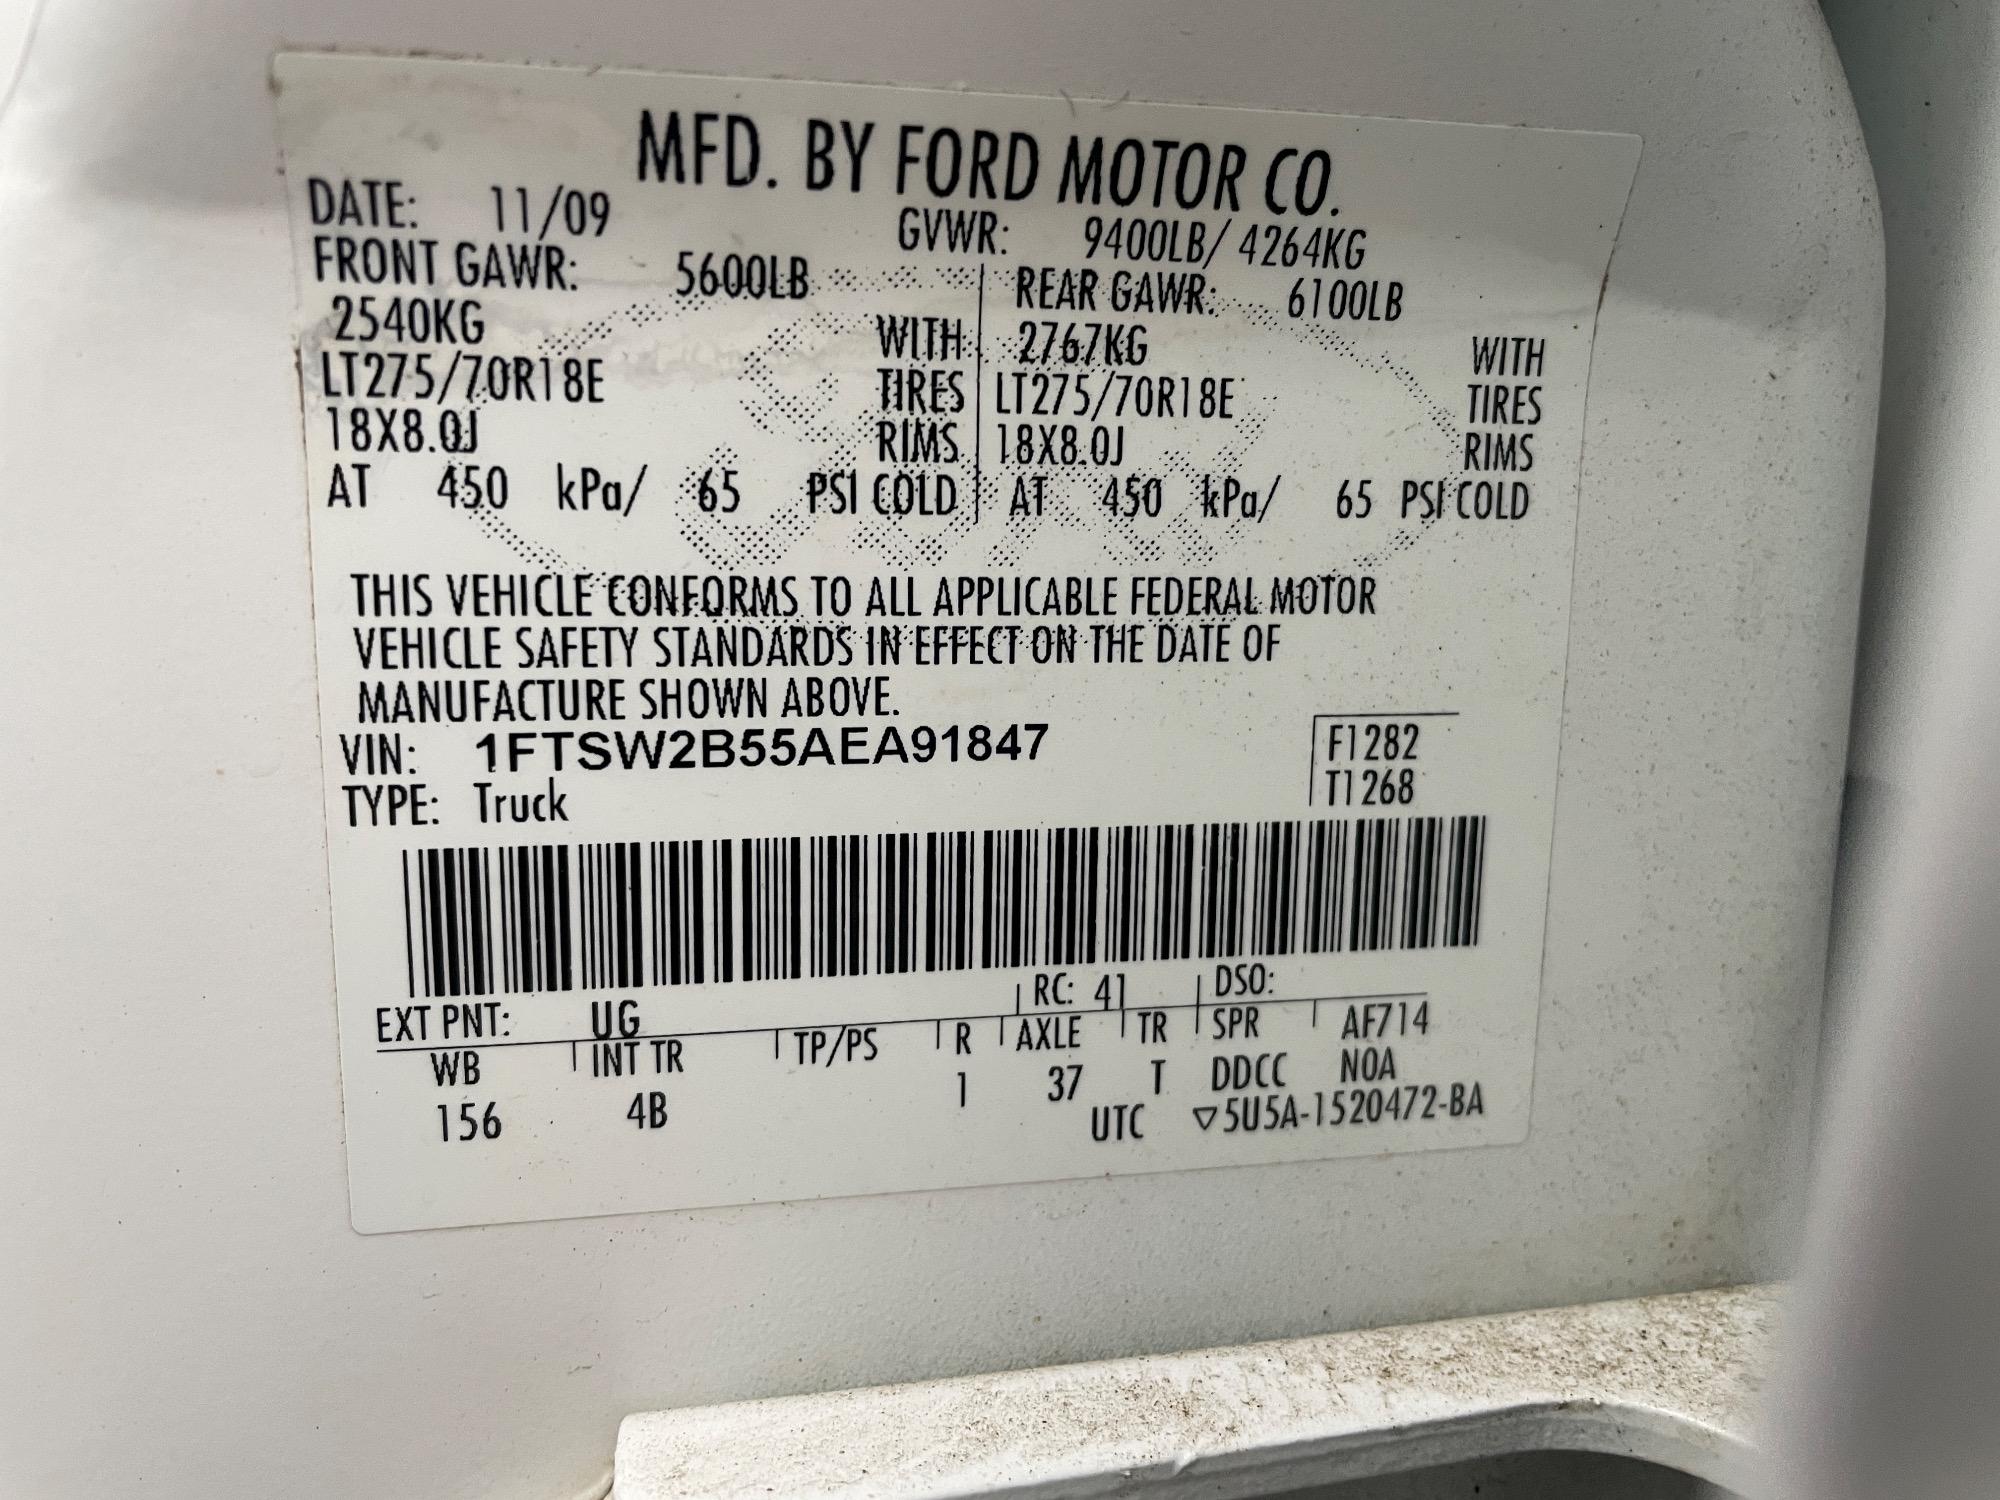 MFD. BY FORD MOTOR CO.
DATE: 11/09 GVWR: 9400LB/ 4264KG
FRONT GAWR: 5600LB REAR GAWR: 6100LB
2540KG WITH 2767KG WITH
LT275/70R18E TIRES LT275/70R18E TIRES
18X8.0J RIMS 18X8.0J RIMS
AT 450 kPa/ 65 PSI COLD AT 450 kPa/ 65 PSI COLD
THIS VEHICLE CONFORMS TO ALL APPLICABLE FEDERAL MOTOR
VEHICLE SAFETY STANDARDS IN EFFECT ON THE DATE OF
MANUFACTURE SHOWN ABOVE.
VIN: 1FTSW2B55AEA91847 F1282
TYPE: Truck T1268
EXT PNT: UG RC: 41 DSO:
WB INT TR TP/PS R AXLE TR SPR AF714
156 4B 1 37 T DDCC NOA
UTC ▽5U5A-1520472-BA